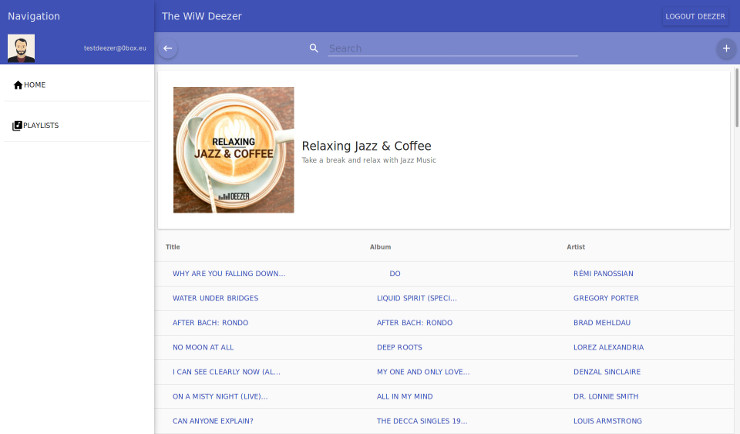 Navigation
The WiW Deezer
LOGOUT DEEZER
testdeezer@0box.eu
Search
HOME
PLAYLISTS
RELAXING
JAZZ & COFFEE
DEEZER
Relaxing Jazz & Coffee
Take a break and relax with Jazz Music
Title Album Artist
WHY ARE YOU FALLING DOWN... DO RÉMI PANOSSIAN
WATER UNDER BRIDGES LIQUID SPIRIT (SPECI... GREGORY PORTER
AFTER BACH: RONDO AFTER BACH: RONDO BRAD MEHLDAU
NO MOON AT ALL DEEP ROOTS LOREZ ALEXANDRIA
I CAN SEE CLEARLY NOW (AL... MY ONE AND ONLY LOVE... DENZAL SINCLAIRE
ON A MISTY NIGHT (LIVE)... ALL IN MY MIND DR. LONNIE SMITH
CAN ANYONE EXPLAIN? THE DECCA SINGLES 19... LOUIS ARMSTRONG